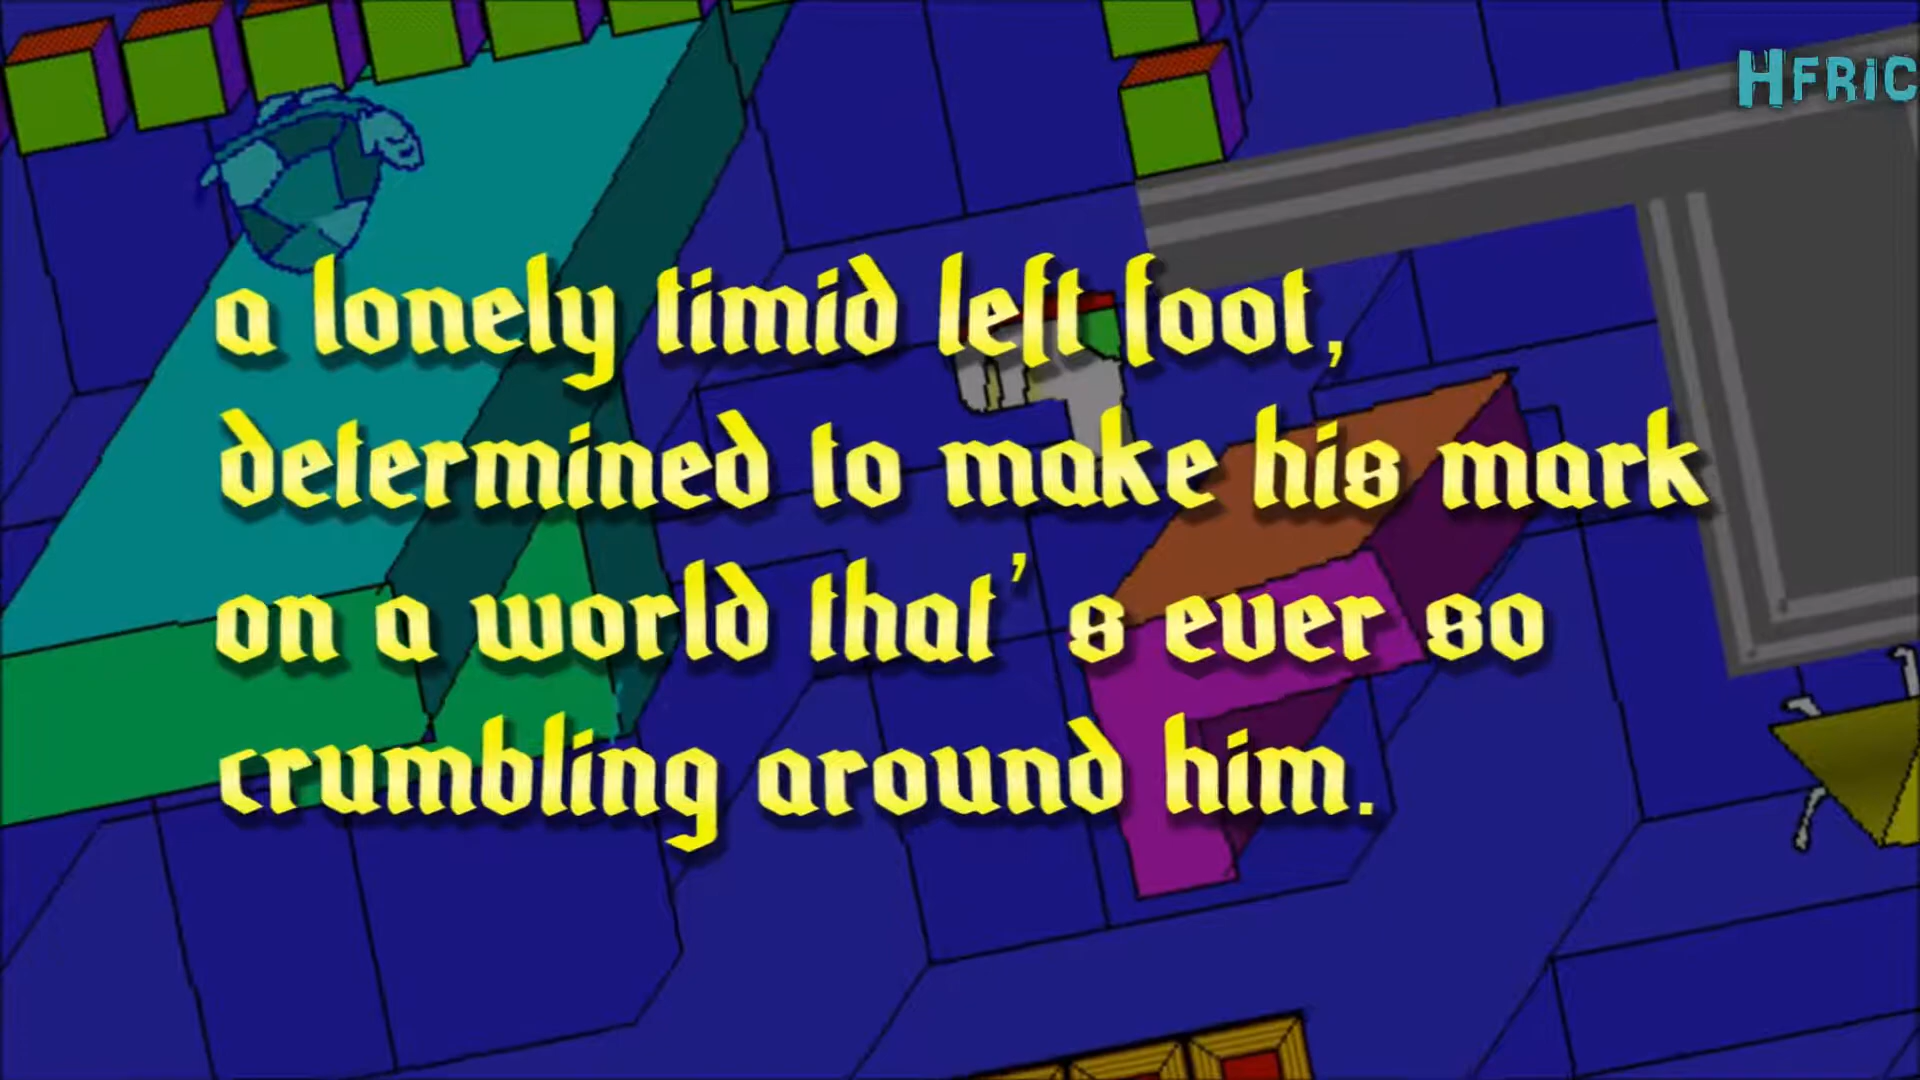 HFRIC
a lonely timid left foot,
determined to make his mark
on a world that's ever so
crumbling around him.